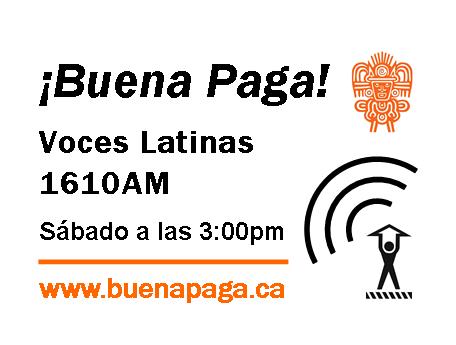 ¡Buena Paga!
Voces Latinas
1610AM
Sábado a las 3:00pm
www.buenapaga.ca